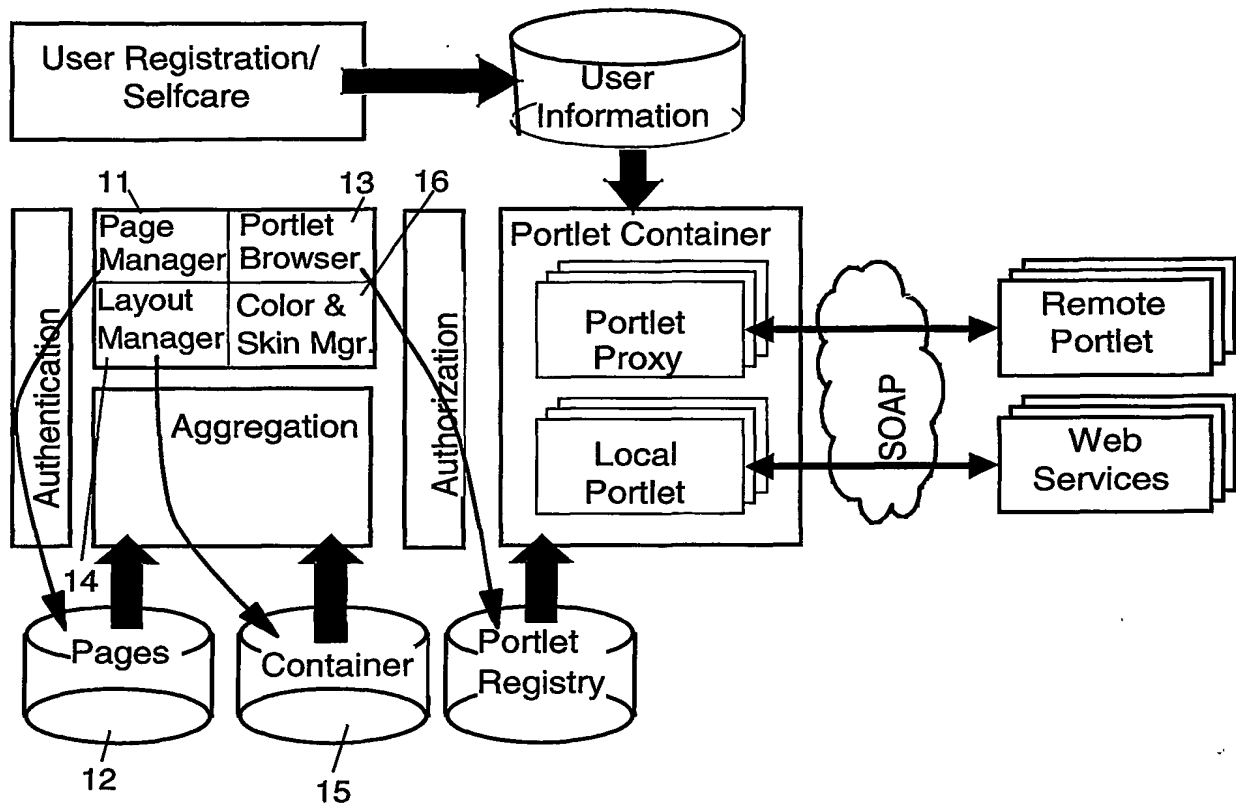 User Registration/
Selfcare
User
Information
11
13
16
Page
Manager
Portlet
Browser
Layout
Manager
Color &
Skin Mgr.
Authentication
Aggregation
Authorization
Portlet Container
Portlet
Proxy
Local
Portlet
SOAP
Remote
Portlet
Web
Services
14
Pages
Container
Portlet
Registry
12
15